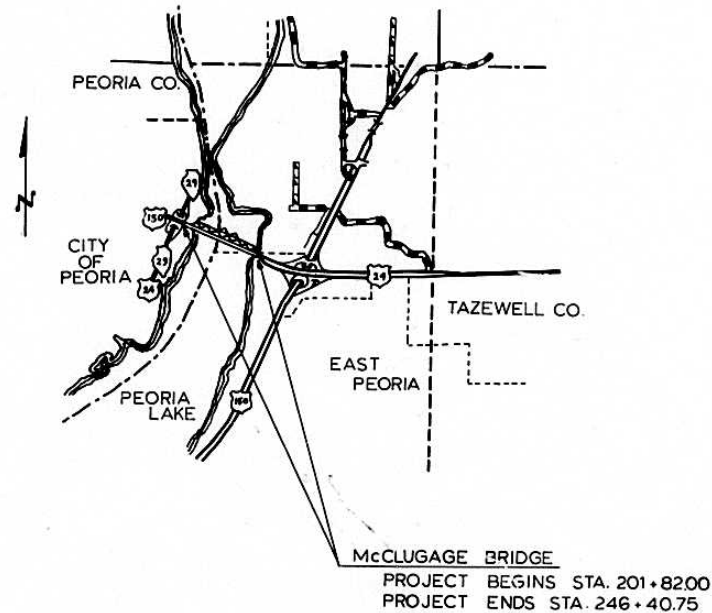 PEORIA CO.
N
29
150
CITY
OF
PEORIA
29
24
24
TAZEWELL CO.
EAST
PEORIA
PEORIA
LAKE
150
McCLUGAGE BRIDGE
PROJECT BEGINS STA. 201+82.00
PROJECT ENDS STA. 246+40.75